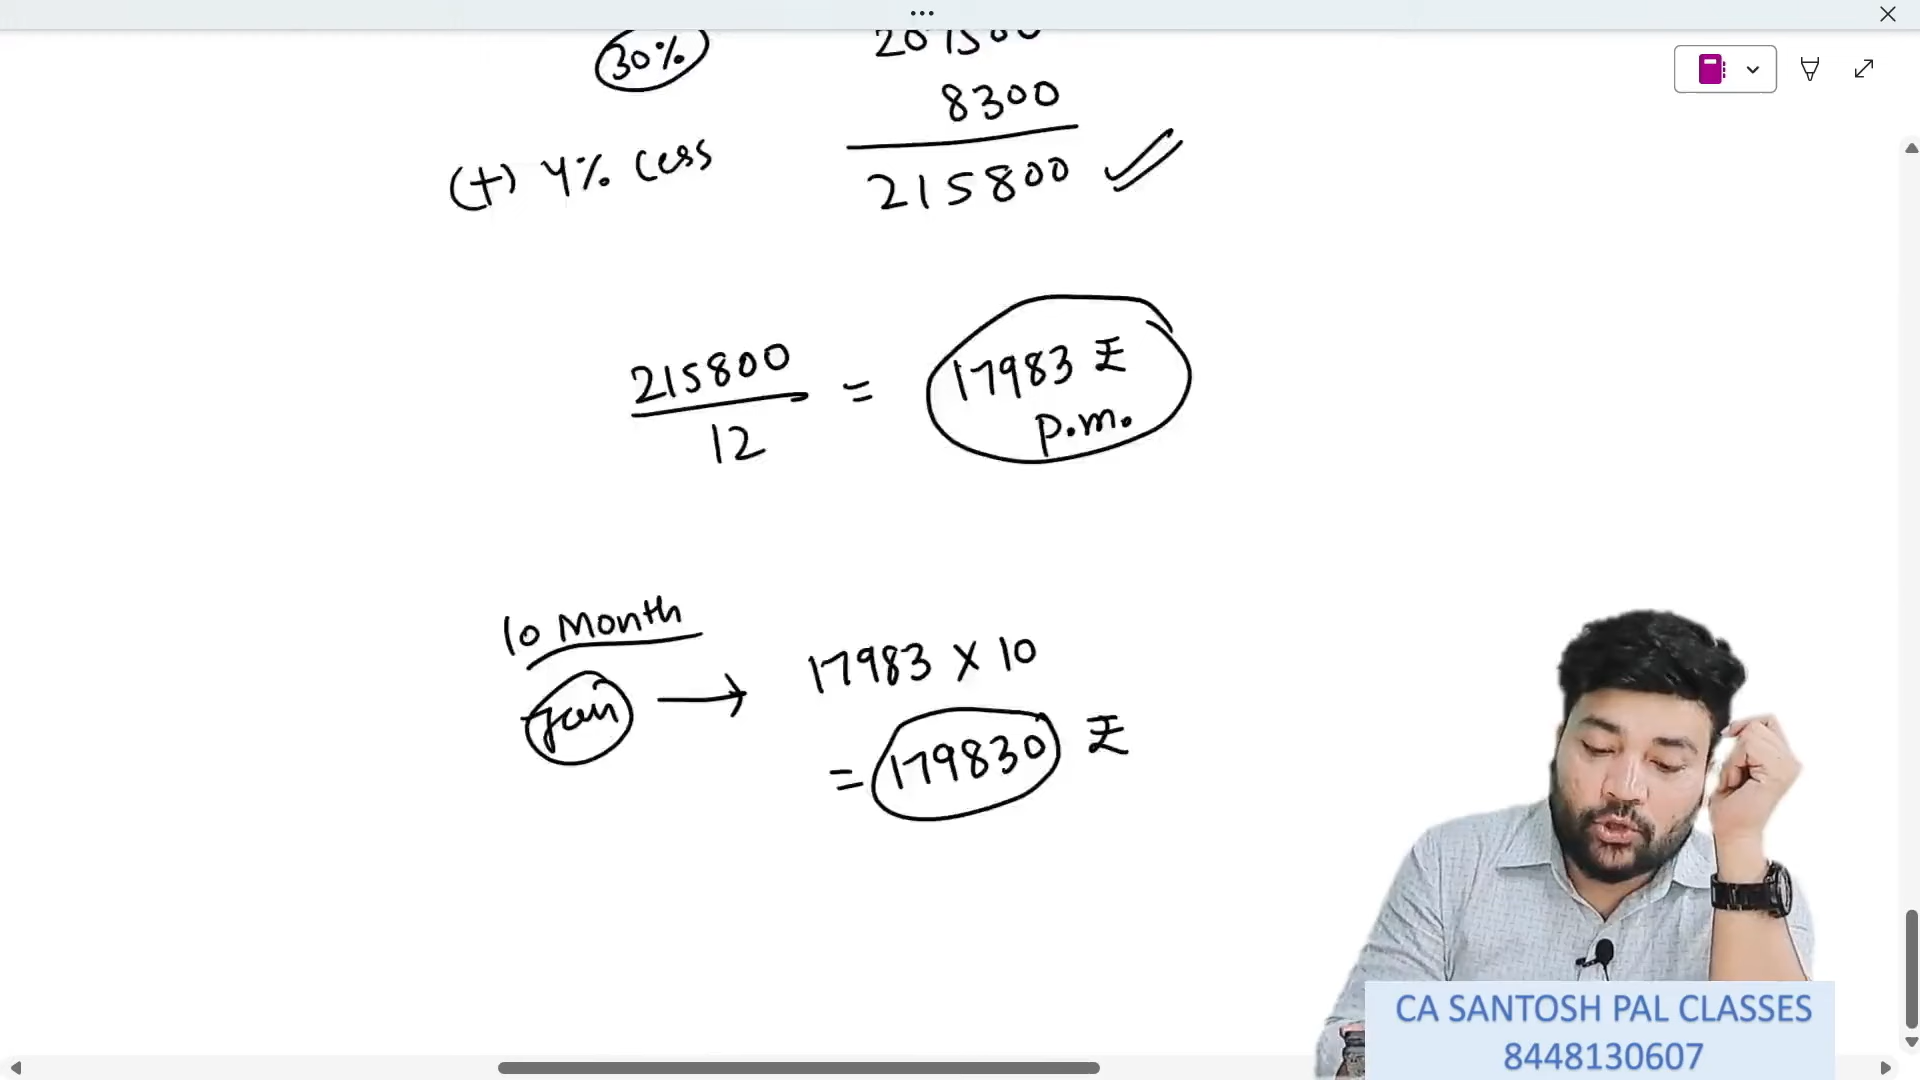 207500
30%
8300
(+) 4% Cess
215800
215800
12
=
17983 ₹
p.m.
10 Month
Jan
17983 X 10
= 179830 ₹
CA SANTOSH PAL CLASSES
8448130607